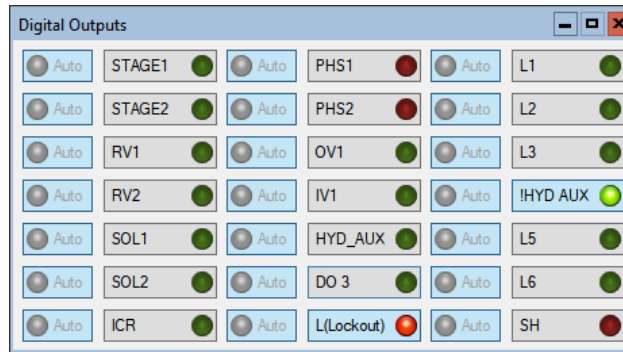 Digital Outputs
Auto STAGE1 Auto PHS1 Auto L1
Auto STAGE2 Auto PHS2 Auto L2
Auto RV1 Auto OV1 Auto L3
Auto RV2 Auto IV1 Auto !HYD AUX
Auto SOL1 Auto HYD_AUX Auto L5
Auto SOL2 Auto DO 3 Auto L6
Auto ICR Auto L(Lockout) Auto SH